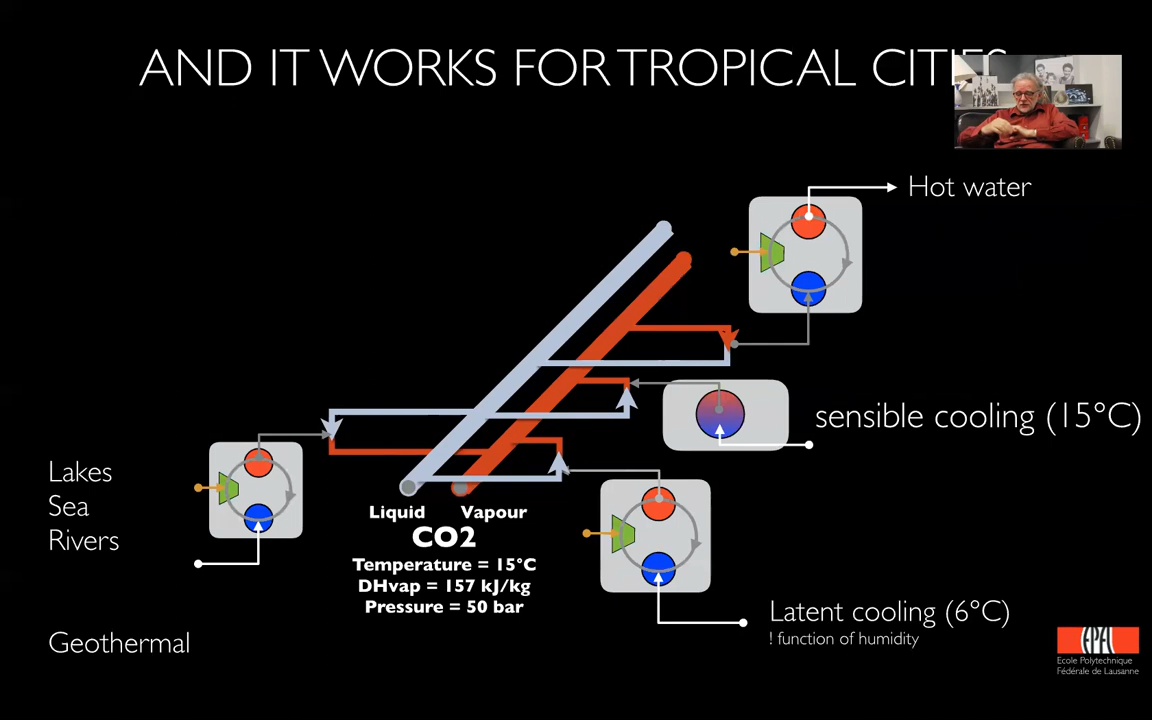 AND IT WORKS FOR TROPICAL CITIES
Hot water
sensible cooling (15°C)
Lakes
Sea
Rivers
Liquid Vapour
CO2
Temperature = 15°C
DHvap = 157 kJ/kg
Pressure = 50 bar
Latent cooling (6°C)
! function of humidity
Geothermal
EPFL
Ecole Polytechnique
Fédérale de Lausanne